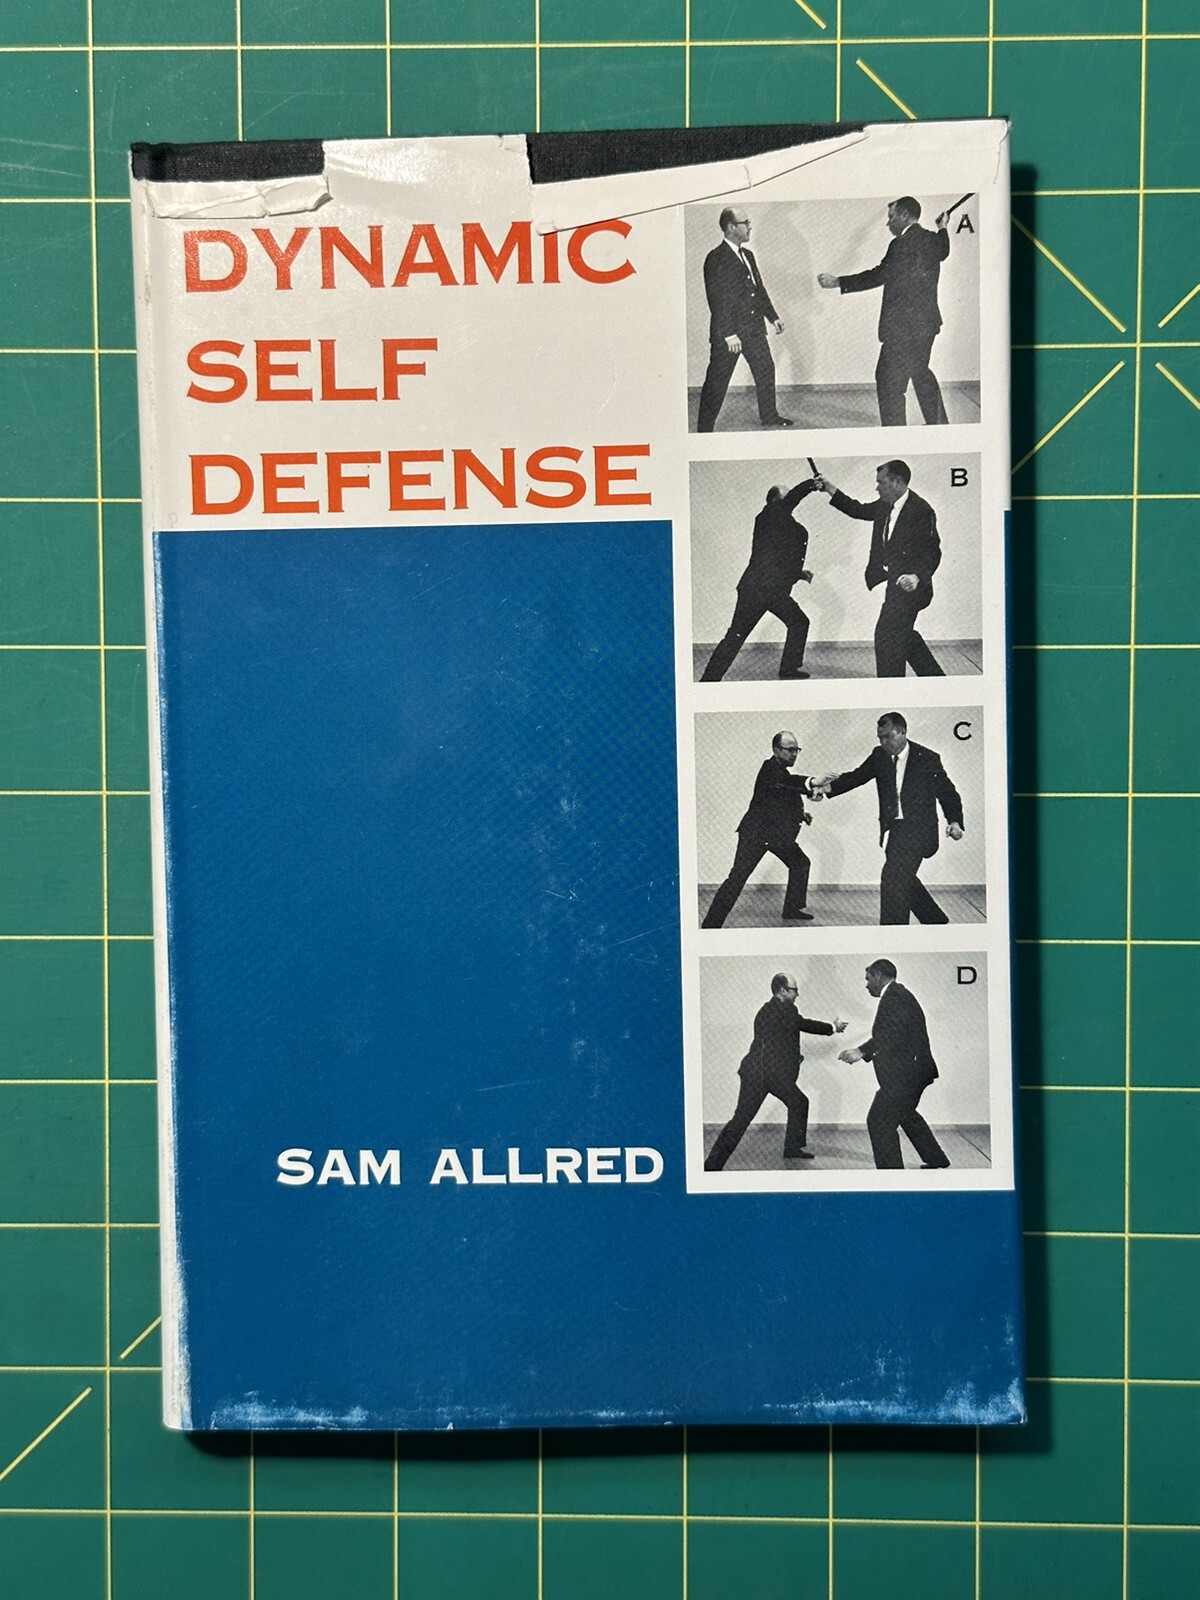 DYNAMIC
SELF
DEFENSE
A
B
C
D
SAM ALLRED